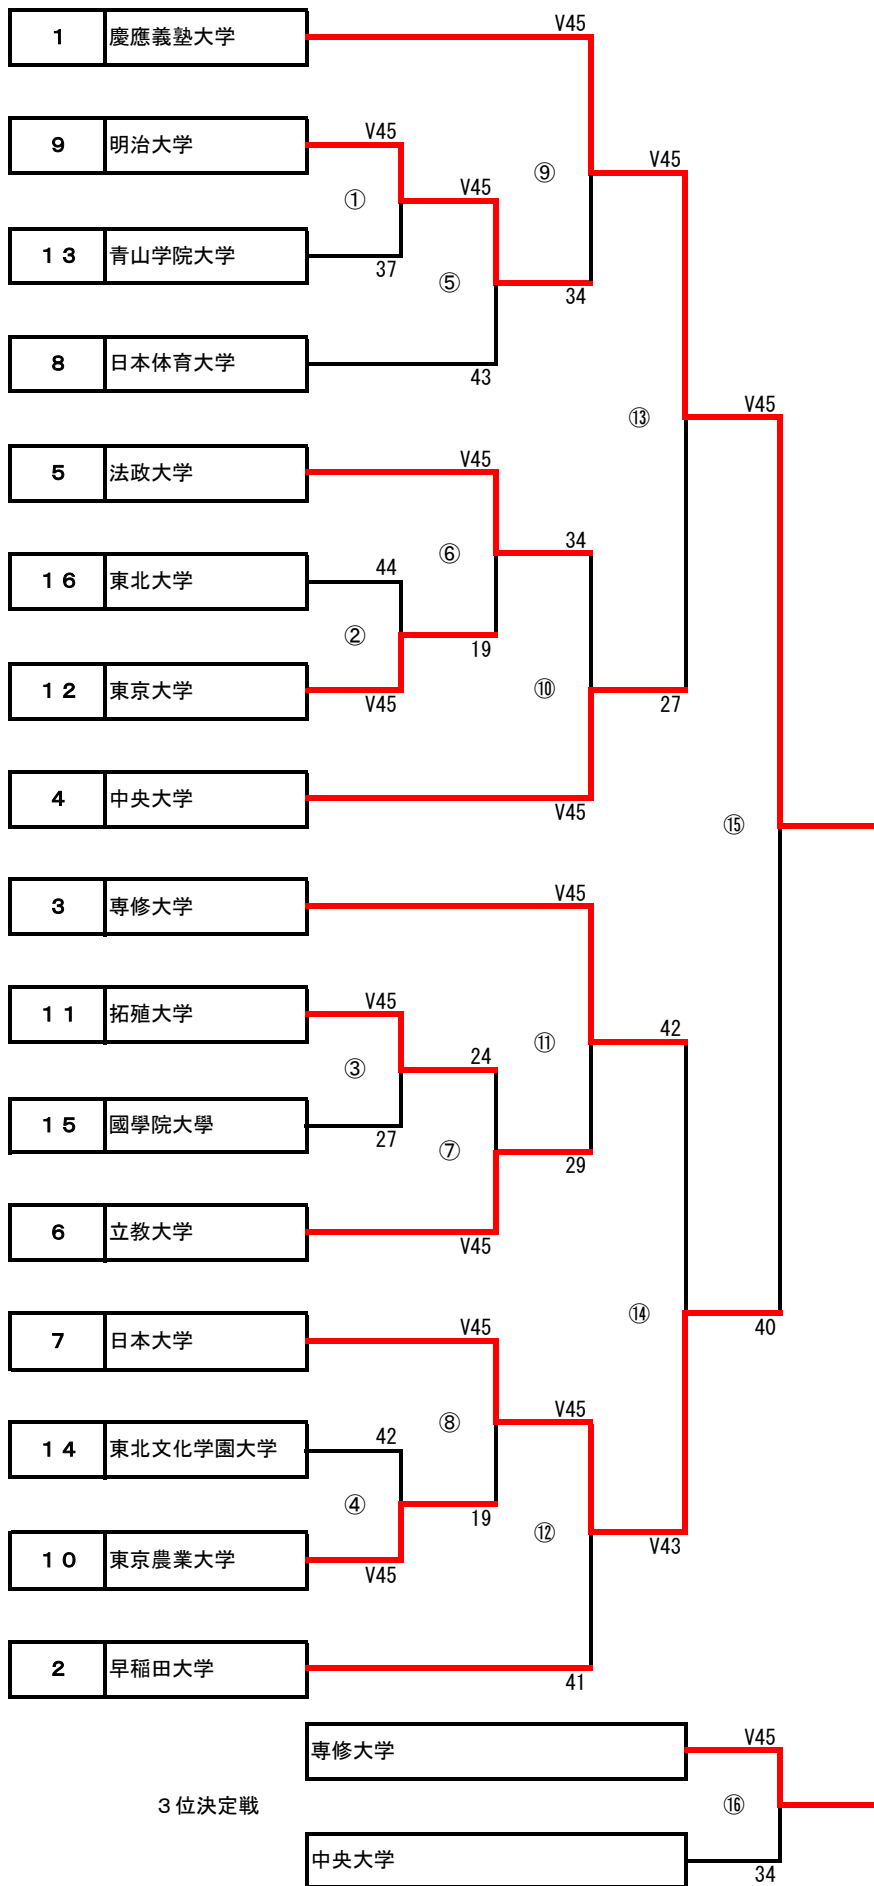 V45
1 慶應義塾大学
9 明治大学 V45
⑨ V45
① V45
13 青山学院大学 37
⑤ 34
8 日本体育大学 43
⑬ V45
5 法政大学 V45
⑥ 34
16 東北大学 44
② 19
12 東京大学 V45
⑩ 27
4 中央大学 V45
⑮
3 専修大学 V45
11 拓殖大学 V45
⑪ 42
③ 24
15 國學院大學 27
⑦ 29
6 立教大学 V45
⑭ 40
7 日本大学 V45
⑧ V45
14 東北文化学園大学 42
④ 19
⑫ V43
10 東京農業大学 V45
2 早稲田大学 41
専修大学 V45
3位決定戦 ⑯
中央大学 34